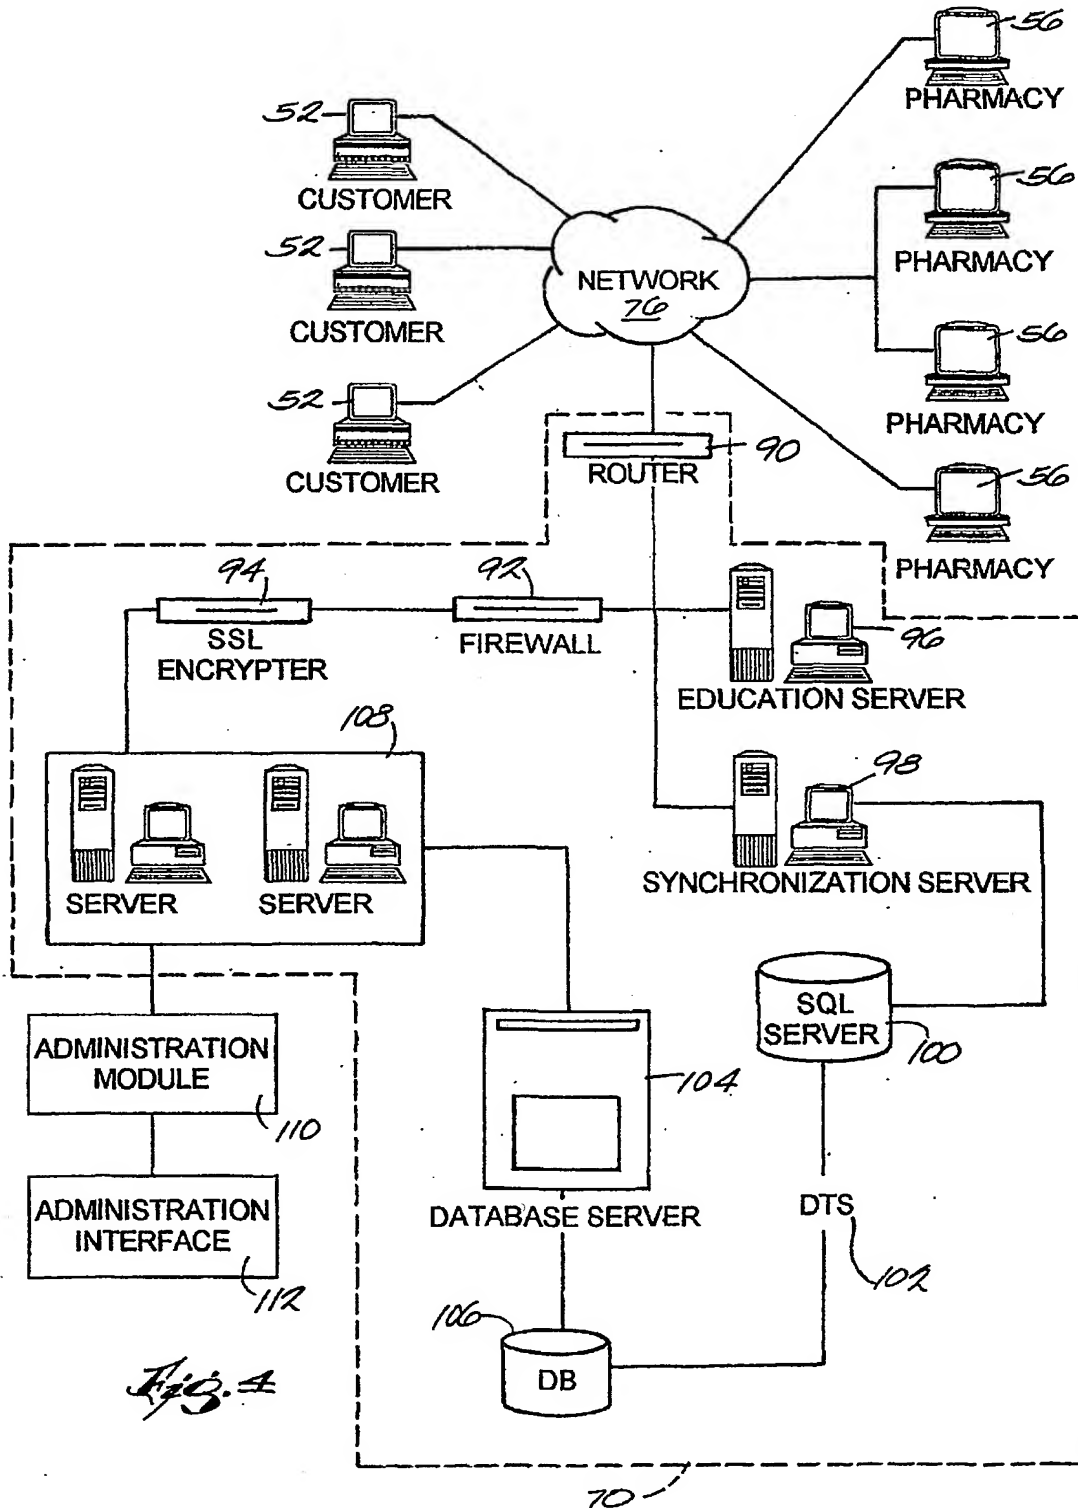 56
PHARMACY
52
CUSTOMER
56
PHARMACY
52
CUSTOMER
NETWORK
76
56
PHARMACY
52
CUSTOMER
ROUTER
90
56
PHARMACY
94
SSL
ENCRYPTER
92
FIREWALL
96
EDUCATION SERVER
108
SERVER
SERVER
98
SYNCHRONIZATION SERVER
SQL
SERVER
100
ADMINISTRATION
MODULE
110
104
DATABASE SERVER
ADMINISTRATION
INTERFACE
112
DTS
102
106
DB
Fig. 4
70